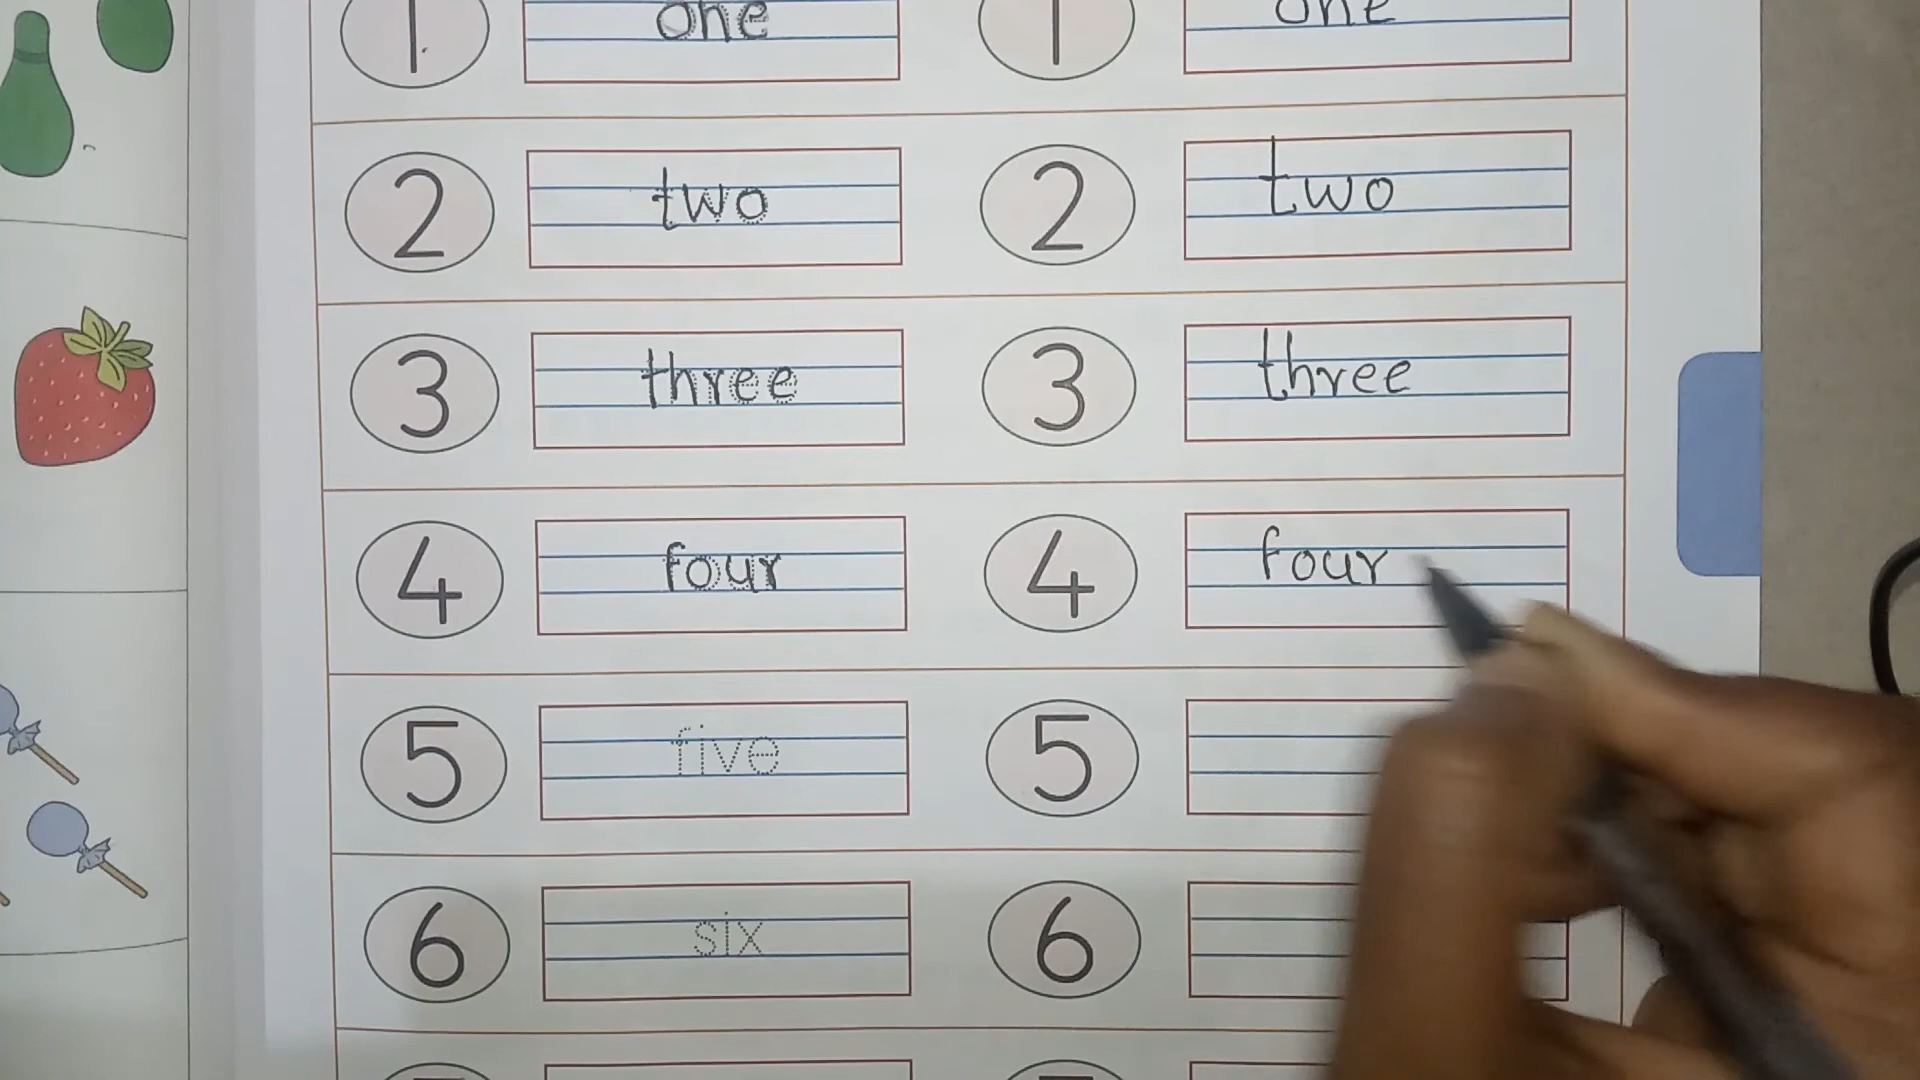 1 one 1 one
2 two 2 two
3 three 3 three
4 four 4 four
5 five 5
6 six 6